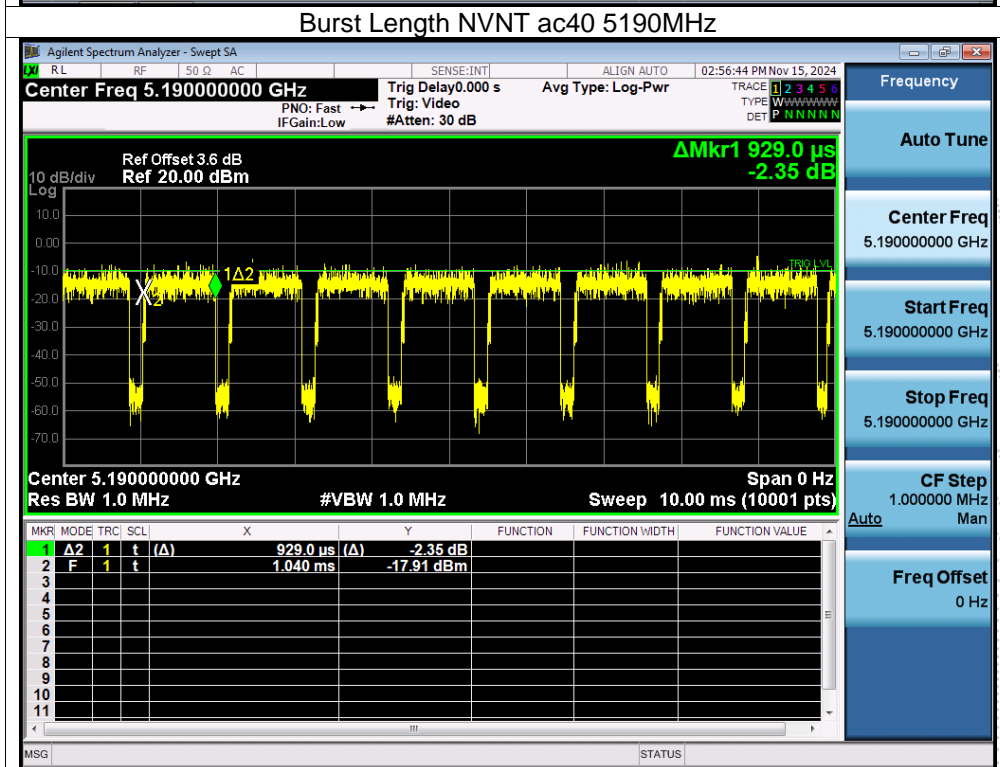 Burst Length NVNT ac40 5190MHz
Agilent Spectrum Analyzer - Swept SA
LXI RL RF 50 Ω AC SENSE:INT ALIGN AUTO 02:56:44 PM Nov 15, 2024
Center Freq 5.190000000 GHz
PNO: Fast
IFGain:Low
Trig Delay0.000 s
Trig: Video
#Atten: 30 dB
Avg Type: Log-Pwr
TRACE 1 2 3 4 5 6
TYPE WWWWWW
DET P N N N N N
Ref Offset 3.6 dB
Ref 20.00 dBm
10 dB/div
Log
ΔMkr1 929.0 µs
-2.35 dB
10.0
0.00
-10.0
-20.0
-30.0
-40.0
-50.0
-60.0
-70.0
TRIG LVL
1Δ2
X2
Center 5.190000000 GHz Span 0 Hz
Res BW 1.0 MHz #VBW 1.0 MHz Sweep 10.00 ms (10001 pts)
MKR MODE TRC SCL X Y FUNCTION FUNCTION WIDTH FUNCTION VALUE
1 Δ2 1 t (Δ) 929.0 µs (Δ) -2.35 dB
2 F 1 t 1.040 ms -17.91 dBm
3
4
5
6
7
8
9
10
11
MSG STATUS
Frequency
Auto Tune
Center Freq
5.190000000 GHz
Start Freq
5.190000000 GHz
Stop Freq
5.190000000 GHz
CF Step
1.000000 MHz
Auto Man
Freq Offset
0 Hz